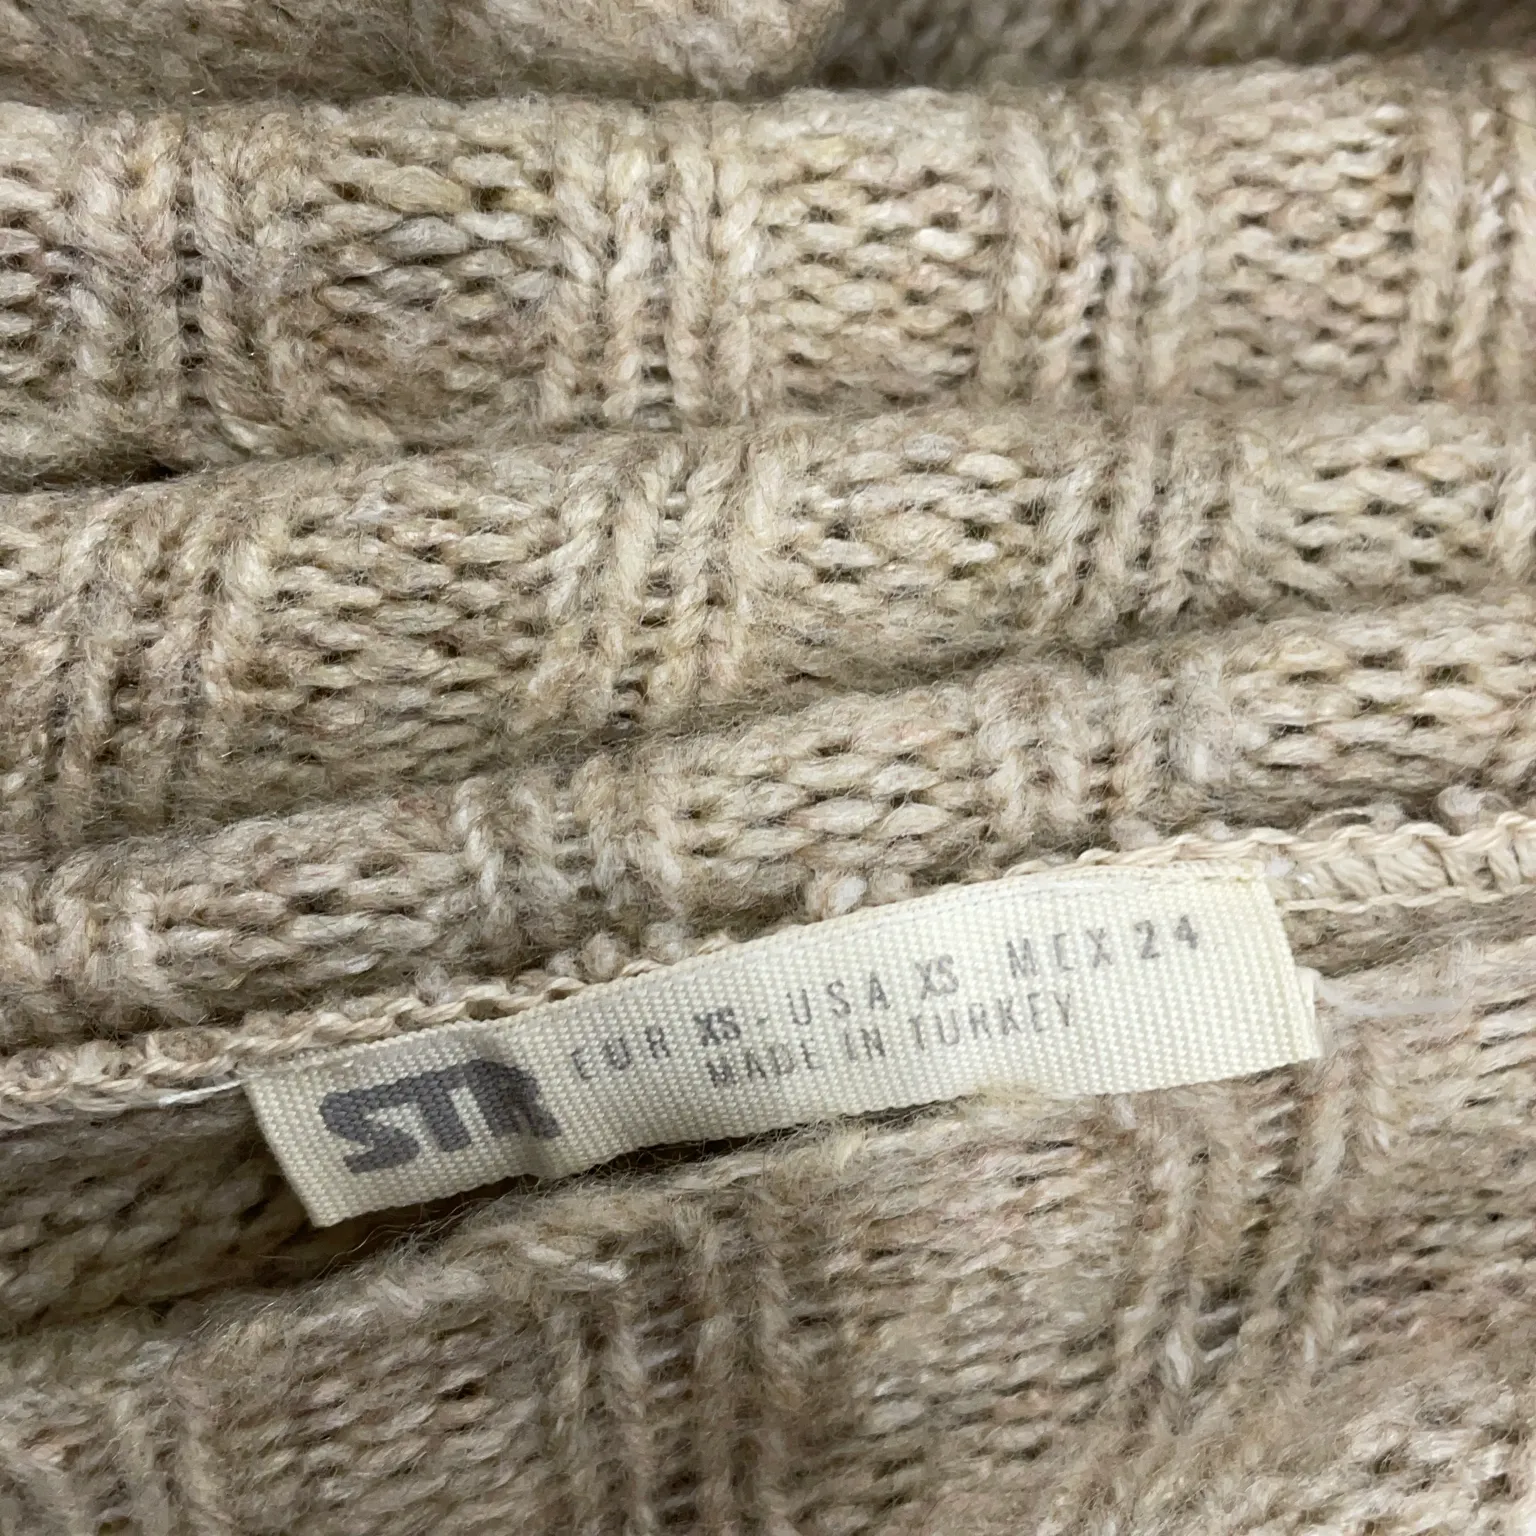 STR
EUR XS - USA XS MEX 24
MADE IN TURKEY